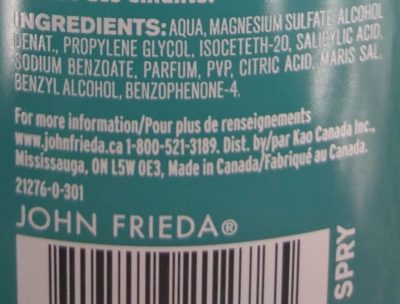 INGREDIENTS: AQUA, MAGNESIUM SULFATE, ALCOHOL
DENAT., PROPYLENE GLYCOL, ISOCETETH-20, SALICYLIC ACID,
SODIUM BENZOATE, PARFUM, PVP, CITRIC ACID, MARIS SAL,
BENZYL ALCOHOL, BENZOPHENONE-4.
For more information/Pour plus de renseignements
www.johnfrieda.ca 1-800-521-3189. Dist. by/par Kao Canada Inc.,
Mississauga, ON L5W 0E3, Made in Canada/Fabriqué au Canada.
21276-0-301
JOHN FRIEDA®
SPRY